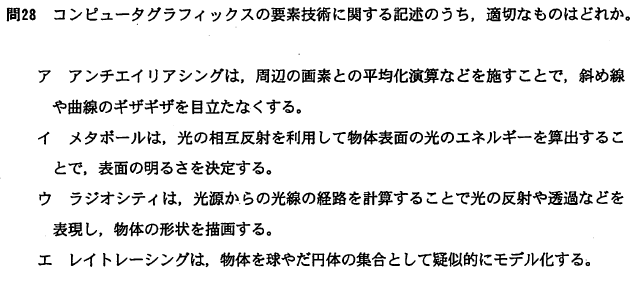 問28 コンピュータグラフィックスの要素技術に関する記述のうち，適切なものはどれか。
ア アンチエイリアシングは，周辺の画素との平均化演算などを施すことで，斜め線
や曲線のギザギザを目立たなくする。
イ メタボールは，光の相互反射を利用して物体表面の光のエネルギーを算出するこ
とで，表面の明るさを決定する。
ウ ラジオシティは，光源からの光線の経路を計算することで光の反射や透過などを
表現し，物体の形状を描画する。
エ レイトレーシングは，物体を球やだ円体の集合として疑似的にモデル化する。